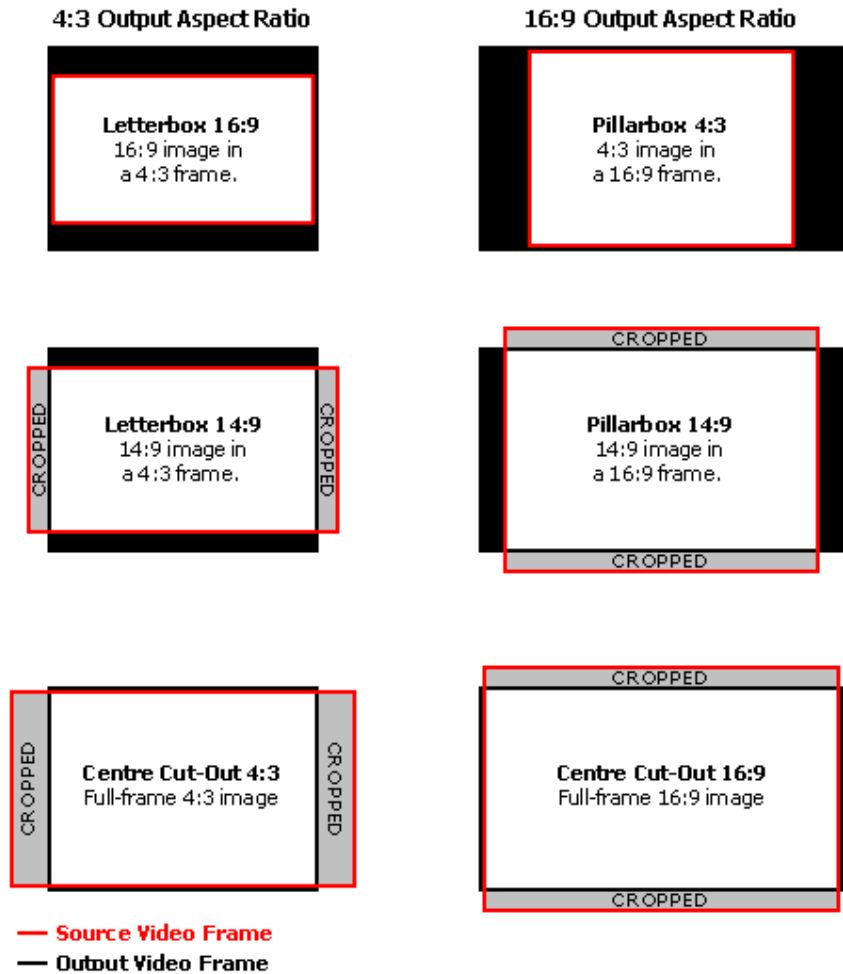 4:3 Output Aspect Ratio
16:9 Output Aspect Ratio
Letterbox 16:9
16:9 image in
a 4:3 frame.
Pillarbox 4:3
4:3 image in
a 16:9 frame.
CROPPED
Letterbox 14:9
14:9 image in
a 4:3 frame.
CROPPED
CROPPED
Pillarbox 14:9
14:9 image in
a 16:9 frame.
CROPPED
CROPPED
Centre Cut-Out 4:3
Full-frame 4:3 image
CROPPED
CROPPED
Centre Cut-Out 16:9
Full-frame 16:9 image
CROPPED
Source Video Frame
Output Video Frame